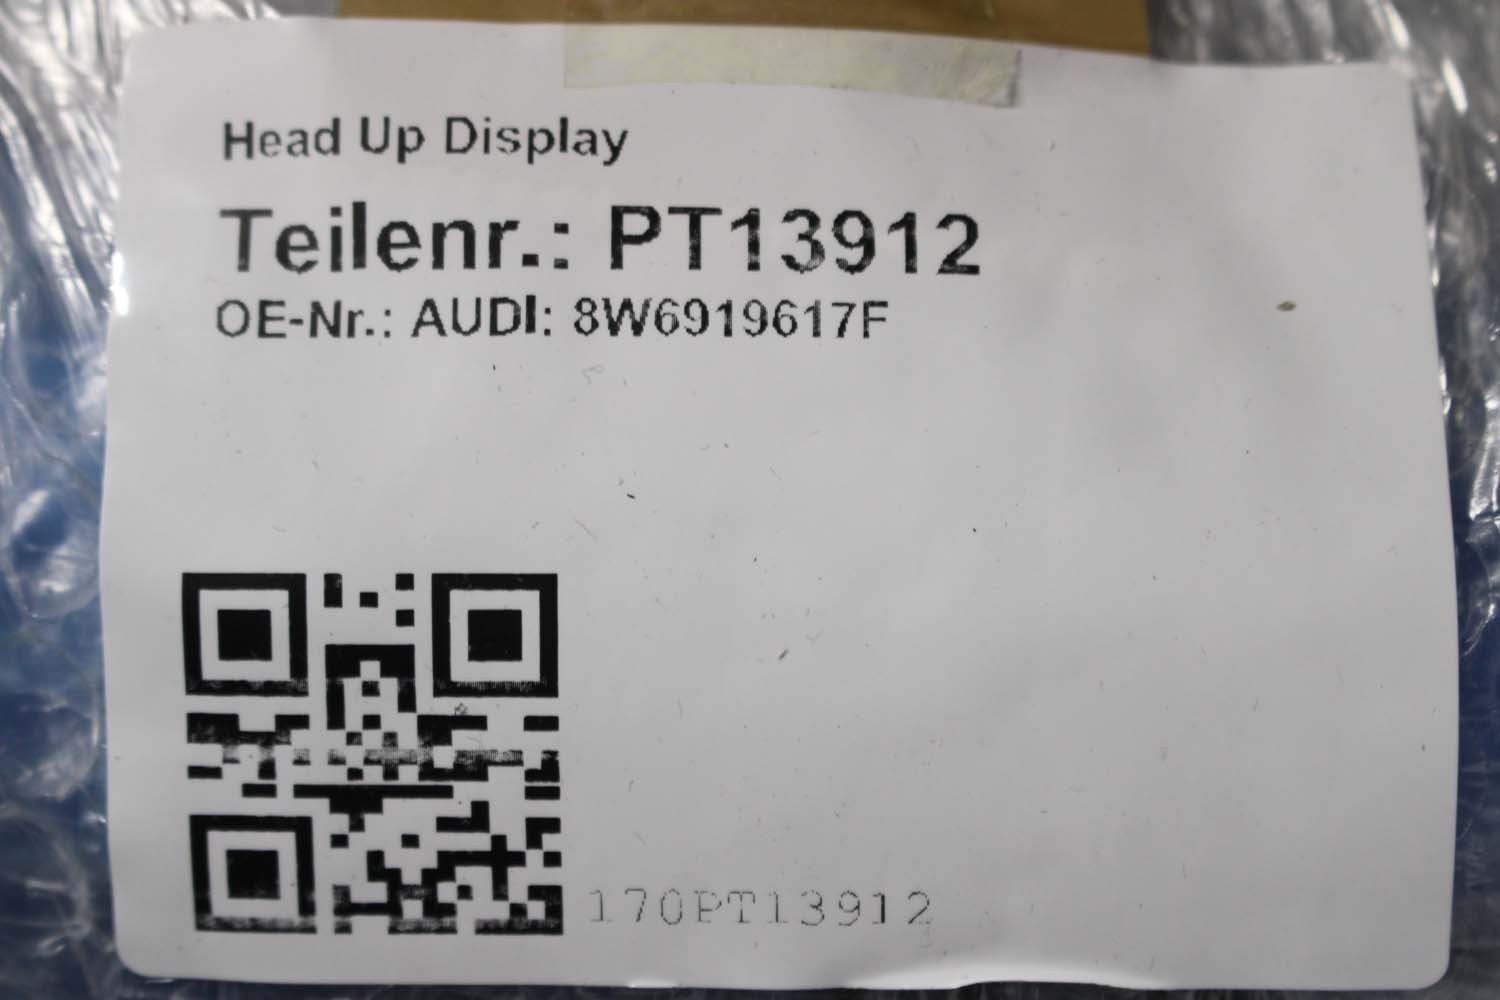 Head Up Display
Teilenr.: PT13912
OE-Nr.: AUDI: 8W6919617F
170PT13912